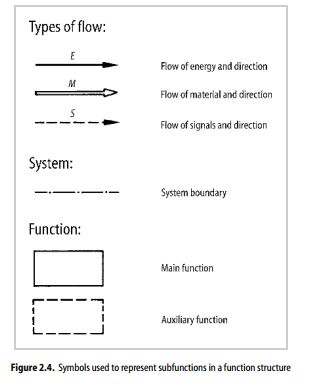 Types of flow:
E
Flow of energy and direction
M
Flow of material and direction
S
Flow of signals and direction
System:
System boundary
Function:
Main function
Auxiliary function
Figure 2.4. Symbols used to represent subfunctions in a function structure